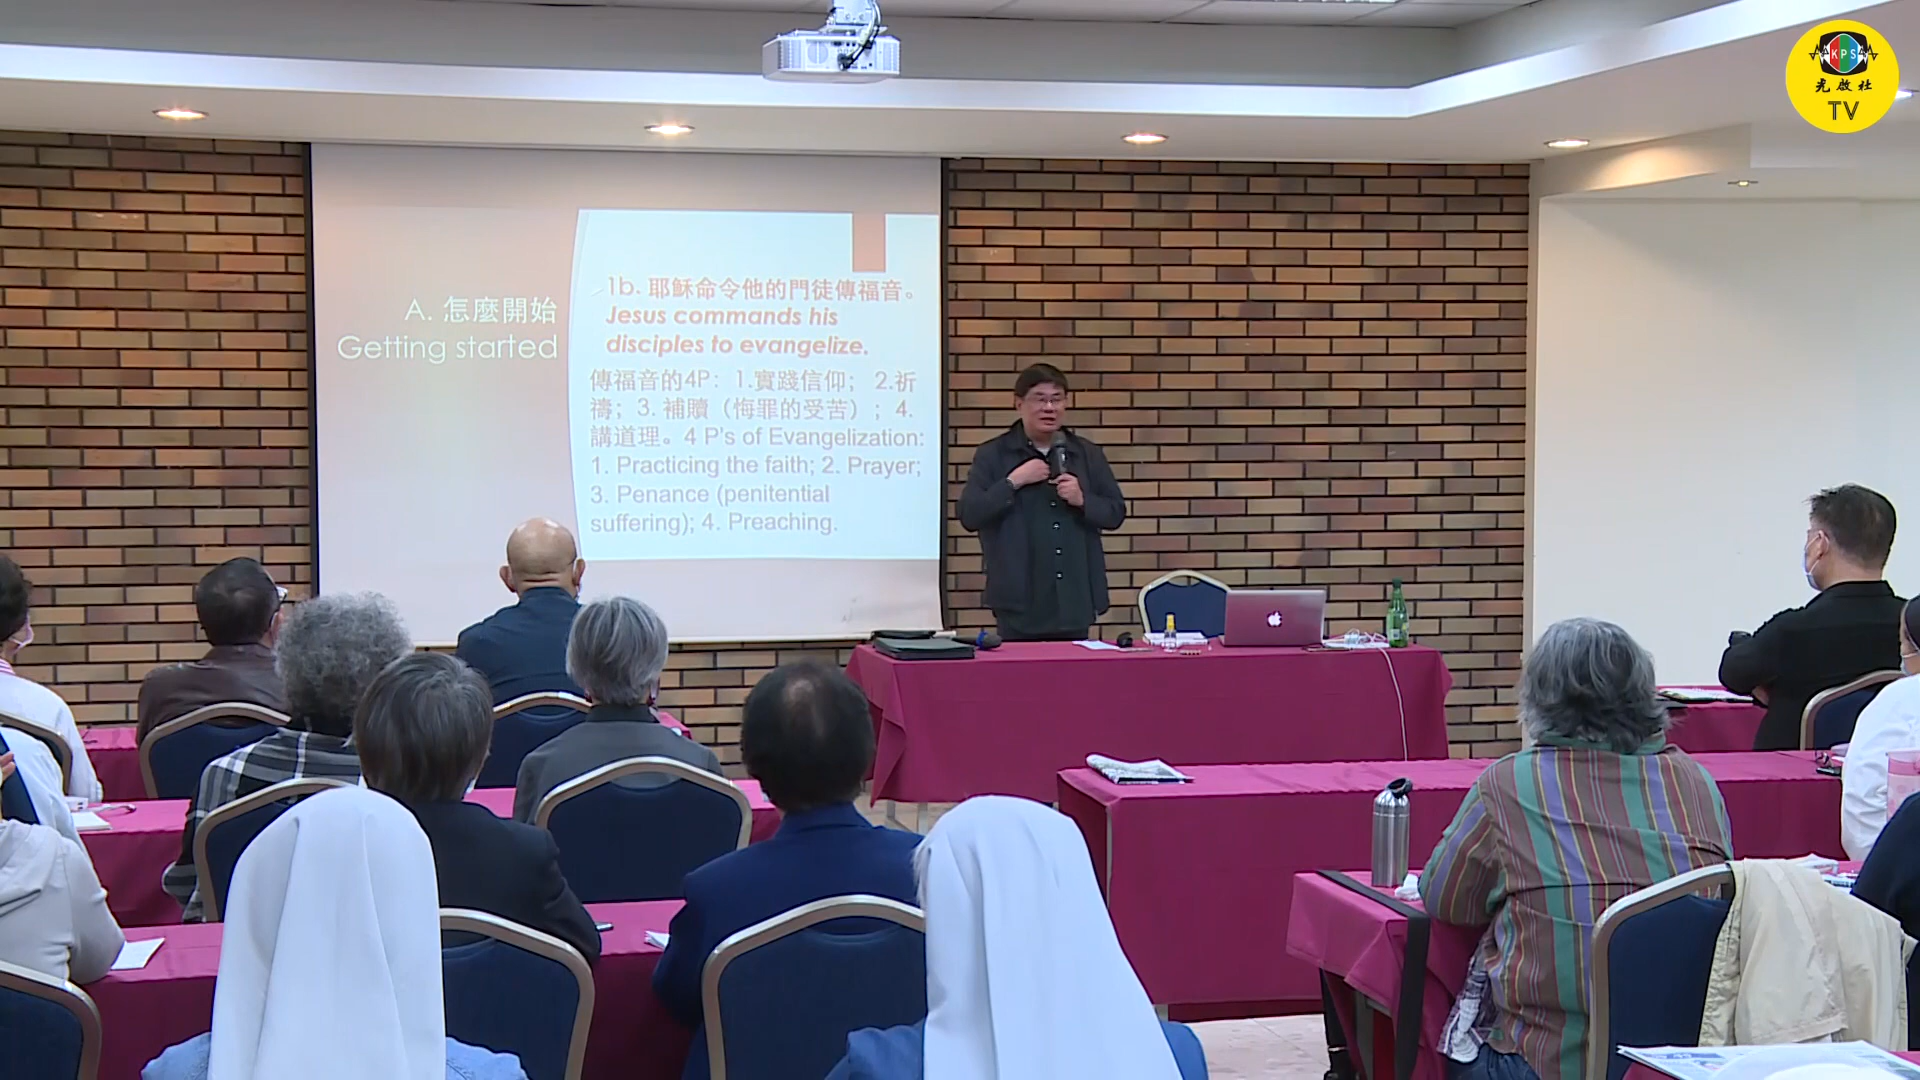 KPS
光啟社
TV
A. 怎麼開始
Getting started
1b. 耶穌命令他的門徒傳福音。
Jesus commands his
disciples to evangelize.
傳福音的4P： 1.實踐信仰； 2.祈
禱；3. 補贖（悔罪的受苦）；4.
講道理。4 P's of Evangelization:
1. Practicing the faith; 2. Prayer;
3. Penance (penitential
suffering); 4. Preaching.